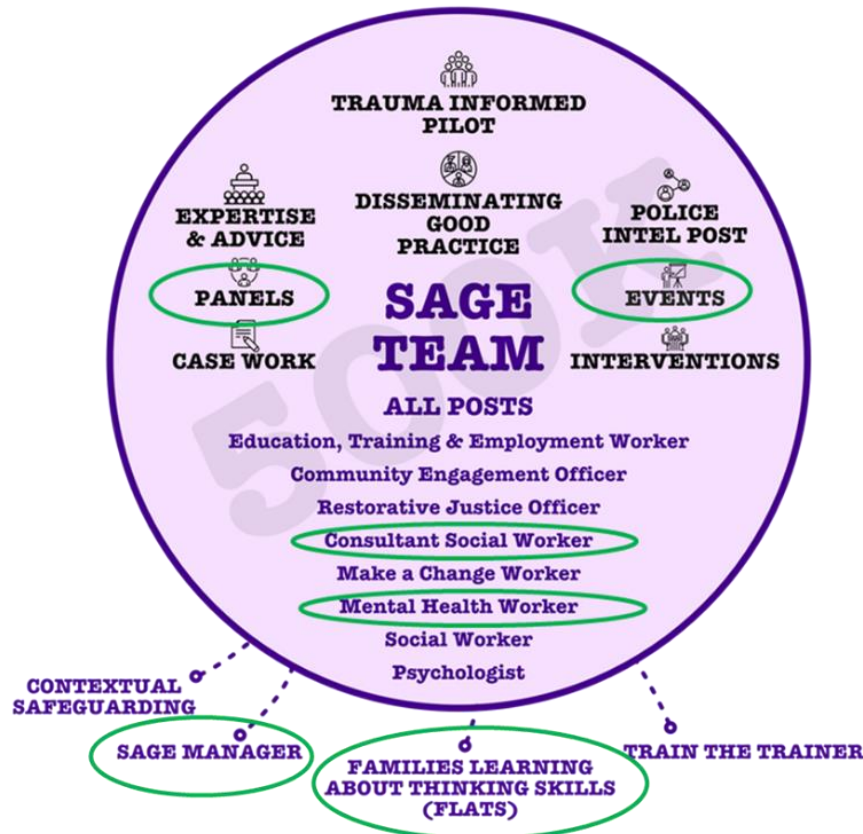 TRAUMA INFORMED
PILOT
EXPERTISE
& ADVICE
DISSEMINATING
GOOD
PRACTICE
POLICE
INTEL POST
PANELS
EVENTS
CASE WORK
INTERVENTIONS
500K
SAGE
TEAM
ALL POSTS
Education, Training & Employment Worker
Community Engagement Officer
Restorative Justice Officer
Consultant Social Worker
Make a Change Worker
Mental Health Worker
Social Worker
Psychologist
CONTEXTUAL
SAFEGUARDING
SAGE MANAGER
FAMILIES LEARNING
ABOUT THINKING SKILLS
(FLATS)
TRAIN THE TRAINER